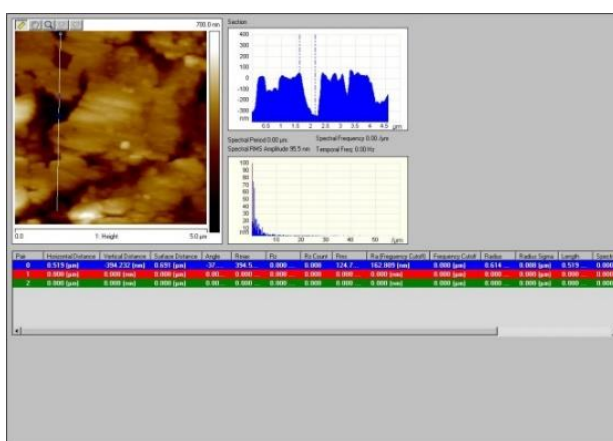 700.0 nm
0.0
1: Height
5.0 µm
Section
400
300
200
100
0
-100
-200
-300
nm
0.5 1 1.5 2 2.5 3 3.5 4 4.5
µm
Spectral Period 0.00 µm Spectral Frequency 0.00 /µm
Spectral RMS Amplitude 95.5 nm Temporal Freq: 0.00 Hz
100
90
80
70
60
50
40
30
20
10
10 20 30 40 50 /µm
Pair Horizontal Distance Vertical Distance Surface Distance Angle Rmax Rz Rz Count Rms Ra(Frequency Cutoff) Frequency Cutoff Radius Radius Sigma Length Spectr
0 0.519 (µm) -394.232 (nm) 0.691 (µm) -37... 394.5... 0.000 ... 0.000 124.7... 162.009 (nm) 0.000 (µm) 0.614 0.008 (µm) 0.519 ... 0.000
1 0.000 (µm) 0.000 (nm) 0.000 (µm) 0.00... 0.000 ... 0.000 ... 0.000 0.000 ... 0.000 (nm) 0.000 (µm) 0.000 ... 0.000 (µm) 0.000 ... 0.000
2 0.000 (µm) 0.000 (nm) 0.000 (µm) 0.00... 0.000 ... 0.000 ... 0.000 0.000 ... 0.000 (nm) 0.000 (µm) 0.000 ... 0.000 (µm) 0.000 ... 0.000